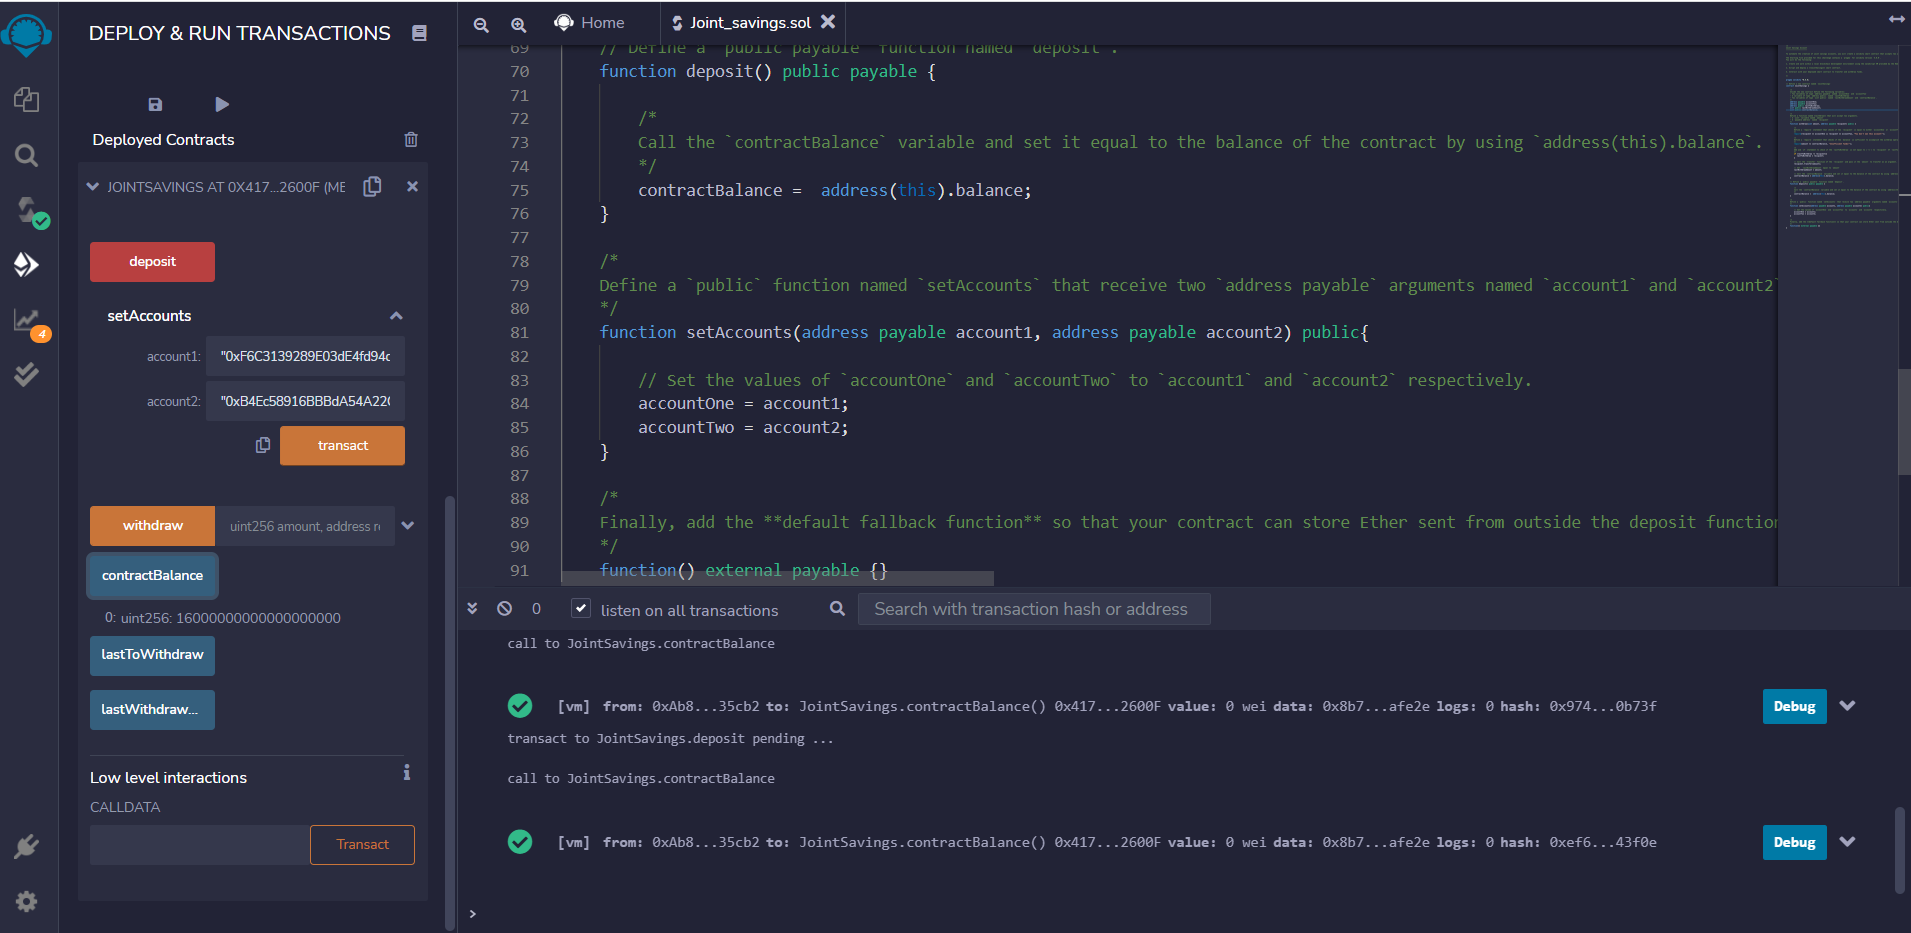 DEPLOY & RUN TRANSACTIONS
Deployed Contracts
JOINTSAVINGS AT 0X417...2600F (ME
deposit
setAccounts
account1: "0xF6C3139289E03dE4fd94c
account2: "0xB4Ec58916BBBdA54A22(
transact
withdraw uint256 amount, address re
contractBalance
0: uint256: 16000000000000000000
lastToWithdraw
lastWithdraw...
Low level interactions
CALLDATA
Transact
4
Home
Joint_savings.sol
69 // Define a `public payable` function named `deposit`.
70 function deposit() public payable {
71
72 /*
73 Call the `contractBalance` variable and set it equal to the balance of the contract by using `address(this).balance`.
74 */
75 contractBalance = address(this).balance;
76 }
77
78 /*
79 Define a `public` function named `setAccounts` that receive two `address payable` arguments named `account1` and `account2`
80 */
81 function setAccounts(address payable account1, address payable account2) public{
82
83 // Set the values of `accountOne` and `accountTwo` to `account1` and `account2` respectively.
84 accountOne = account1;
85 accountTwo = account2;
86 }
87
88 /*
89 Finally, add the **default fallback function** so that your contract can store Ether sent from outside the deposit function
90 */
91 function() external payable {}
0 listen on all transactions Search with transaction hash or address
call to JointSavings.contractBalance
[vm] from: 0xAb8...35cb2 to: JointSavings.contractBalance() 0x417...2600F value: 0 wei data: 0x8b7...afe2e logs: 0 hash: 0x974...0b73f Debug
transact to JointSavings.deposit pending ...
call to JointSavings.contractBalance
[vm] from: 0xAb8...35cb2 to: JointSavings.contractBalance() 0x417...2600F value: 0 wei data: 0x8b7...afe2e logs: 0 hash: 0xef6...43f0e Debug
>